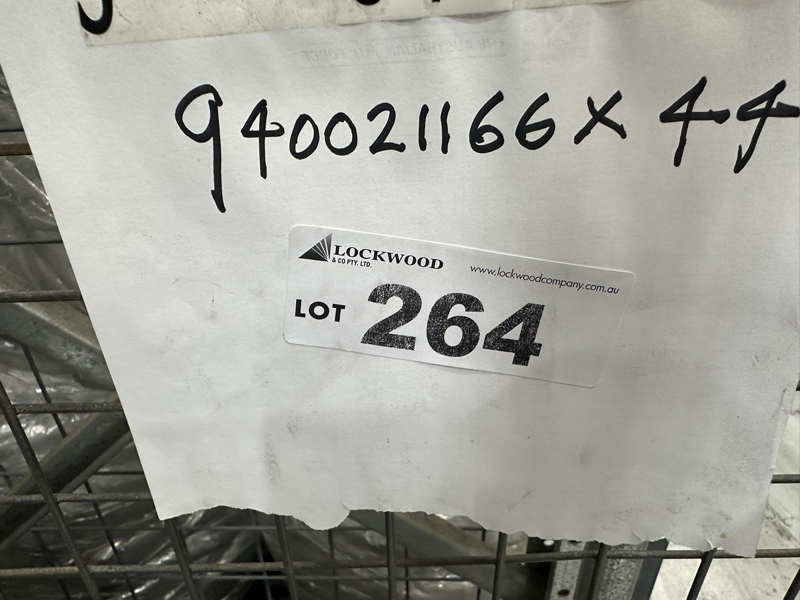 940021166 X 44
LOCKWOOD
& CO PTY. LTD.
www.lockwoodcompany.com.au
LOT 264